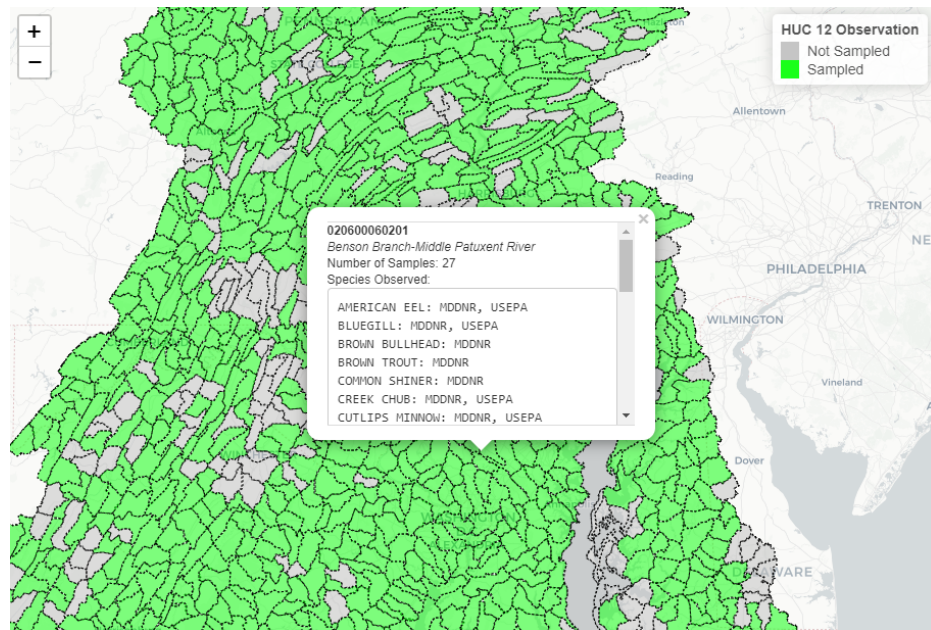 +
−
HUC 12 Observation
Not Sampled
Sampled
Allentown
Reading
TRENTON
PHILADELPHIA
WILMINGTON
Vineland
Dover
DELAWARE
×
020600060201
Benson Branch-Middle Patuxent River
Number of Samples: 27
Species Observed:
AMERICAN EEL: MDDNR, USEPA
BLUEGILL: MDDNR, USEPA
BROWN BULLHEAD: MDDNR
BROWN TROUT: MDDNR
COMMON SHINER: MDDNR
CREEK CHUB: MDDNR, USEPA
CUTLIPS MINNOW: MDDNR, USEPA